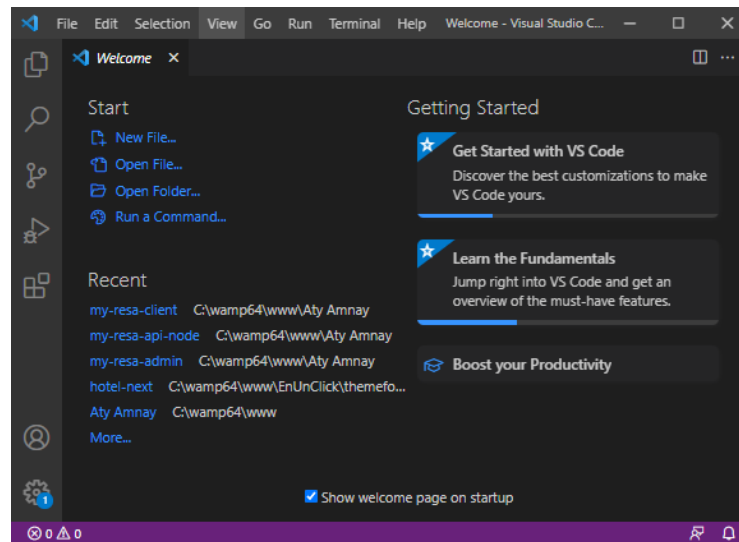 File Edit Selection View Go Run Terminal Help Welcome - Visual Studio C...
Welcome
Start
New File...
Open File...
Open Folder...
Run a Command...
Recent
my-resa-client C:\wamp64\www\Aty Amnay
my-resa-api-node C:\wamp64\www\Aty Amnay
my-resa-admin C:\wamp64\www\Aty Amnay
hotel-next C:\wamp64\www\EnUnClick\themefo...
Aty Amnay C:\wamp64\www
More...
Getting Started
Get Started with VS Code
Discover the best customizations to make
VS Code yours.
Learn the Fundamentals
Jump right into VS Code and get an
overview of the must-have features.
Boost your Productivity
Show welcome page on startup
1
0 0